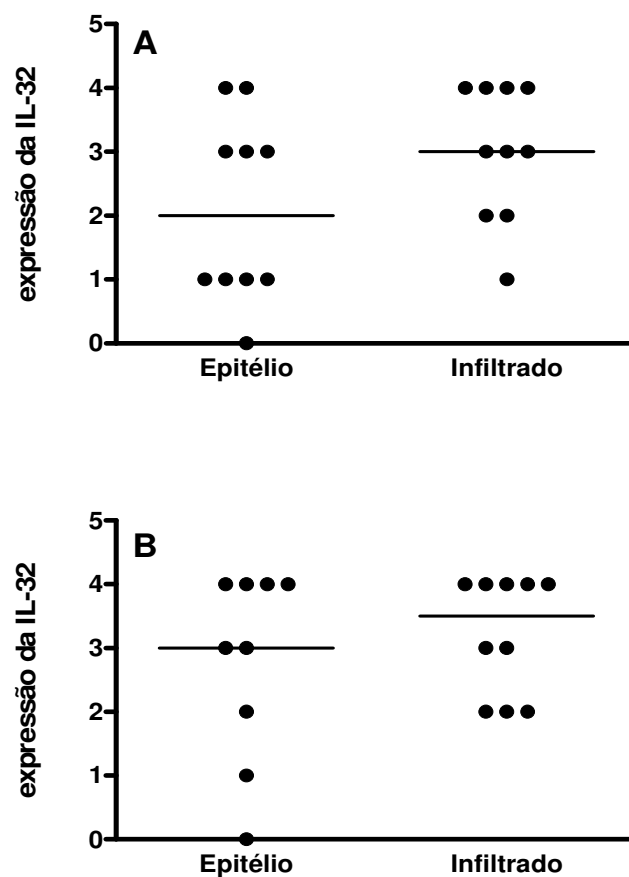 A
expressão da IL-32
5
4
3
2
1
0
Epitélio Infiltrado
B
expressão da IL-32
5
4
3
2
1
0
Epitélio Infiltrado